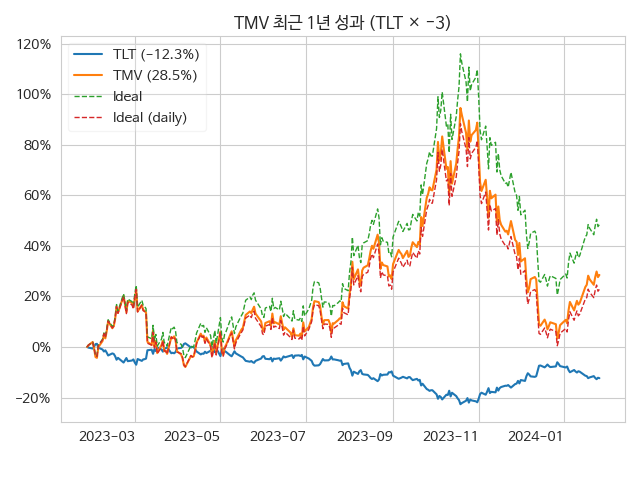 TMV 최근 1년 성과 (TLT × −3)
120%
100%
80%
60%
40%
20%
0%
−20%
TLT (−12.3%)
TMV (28.5%)
Ideal
Ideal (daily)
2023−03
2023−05
2023−07
2023−09
2023−11
2024−01